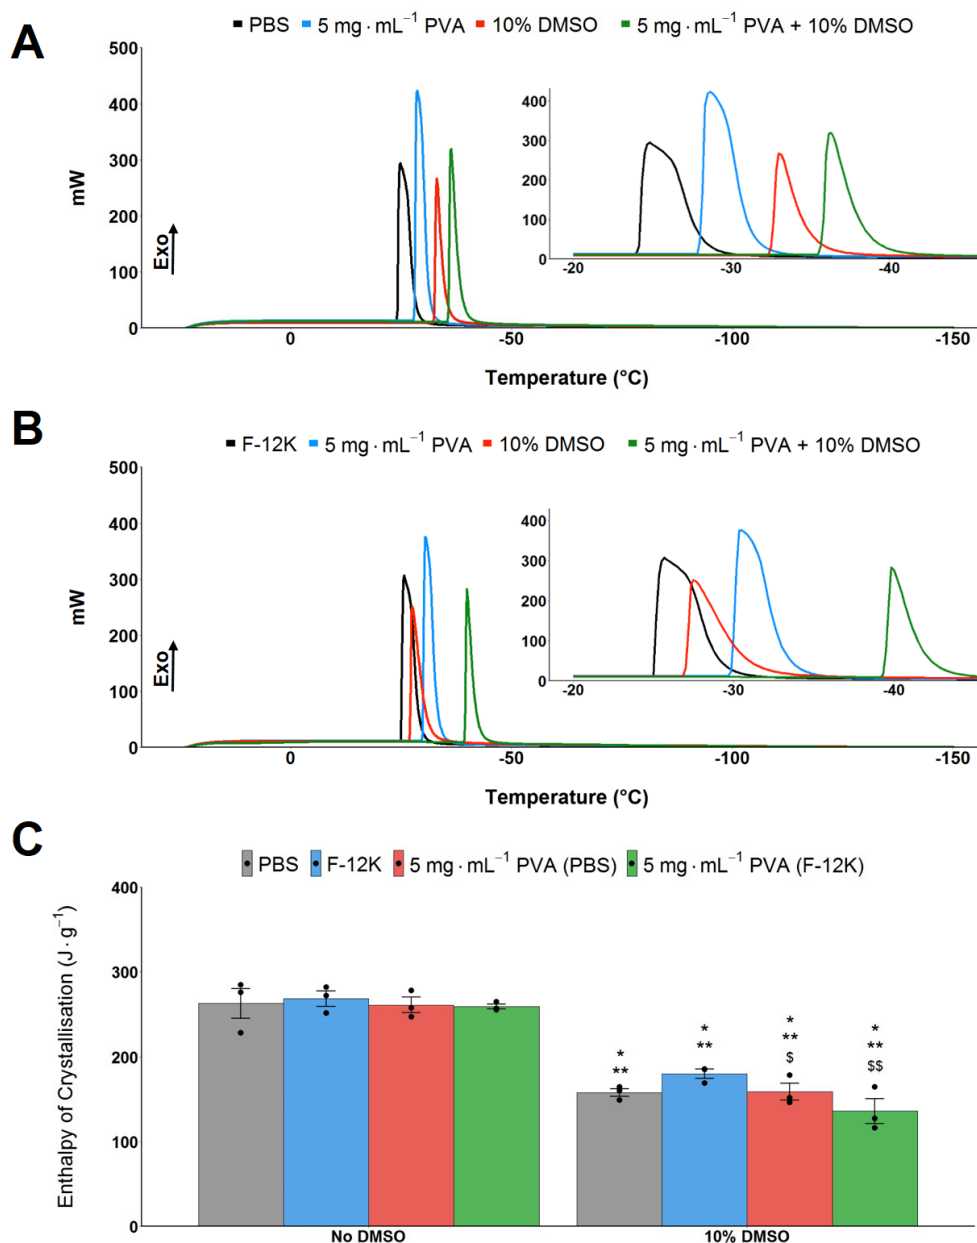 A
PBS 5 mg · mL⁻¹ PVA 10% DMSO 5 mg · mL⁻¹ PVA + 10% DMSO
500
400
300
200
100
0
mW
Exo
0 -50 -100 -150
Temperature (°C)
400
300
200
100
0
-20 -30 -40
B
F-12K 5 mg · mL⁻¹ PVA 10% DMSO 5 mg · mL⁻¹ PVA + 10% DMSO
500
400
300
200
100
0
mW
Exo
0 -50 -100 -150
Temperature (°C)
400
300
200
100
0
-20 -30 -40
C
PBS F-12K 5 mg · mL⁻¹ PVA (PBS) 5 mg · mL⁻¹ PVA (F-12K)
400
300
200
100
0
Enthalpy of Crystallisation (J · g⁻¹)
* * * *
** ** ** **
$ $$
No DMSO 10% DMSO